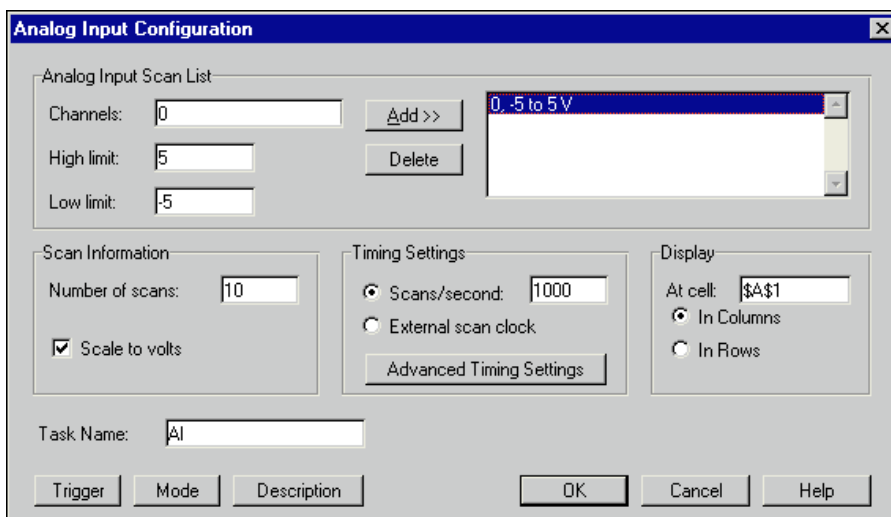 Analog Input Configuration
Analog Input Scan List
Channels: 0 Add >> 0, -5 to 5 V
High limit: 5 Delete
Low limit: -5
Scan Information
Number of scans: 10
Scale to volts
Timing Settings
Scans/second: 1000
External scan clock
Advanced Timing Settings
Display
At cell: $A$1
In Columns
In Rows
Task Name: AI
Trigger Mode Description OK Cancel Help